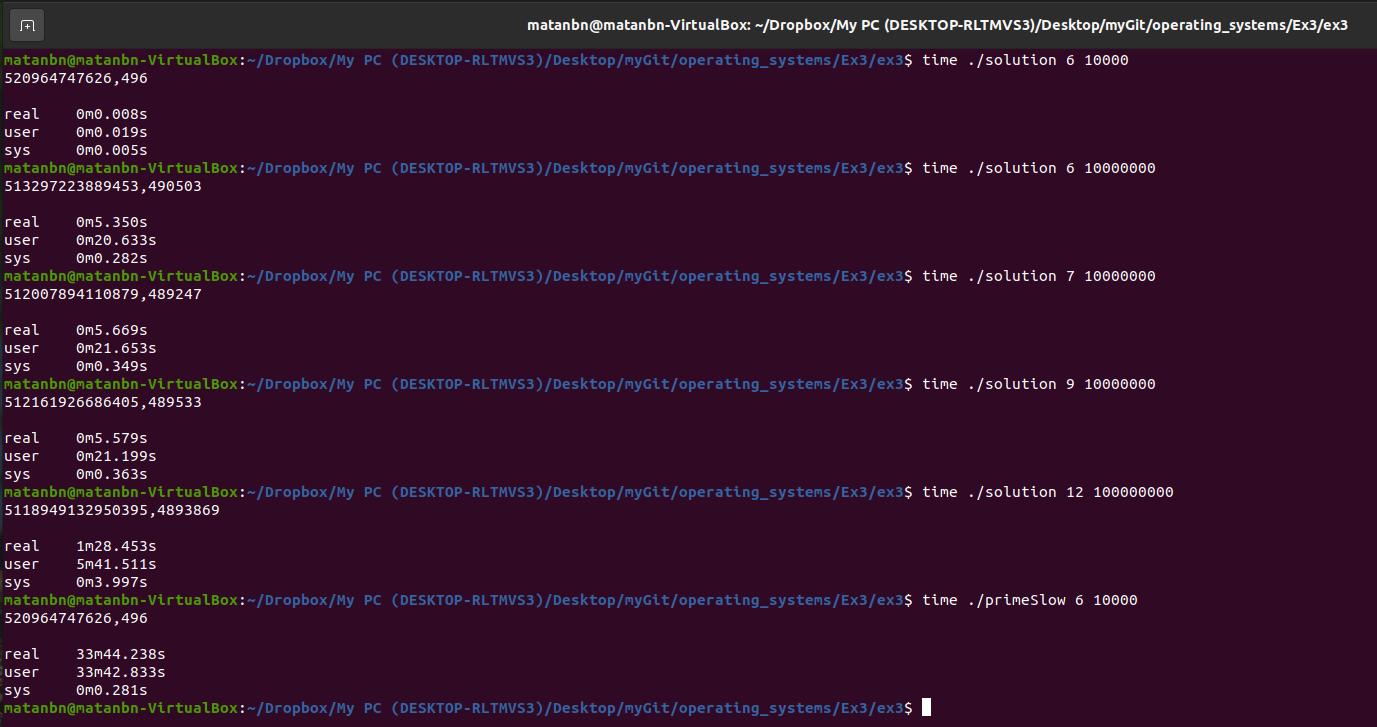 matanbn@matanbn-VirtualBox: ~/Dropbox/My PC (DESKTOP-RLTMVS3)/Desktop/myGit/operating_systems/Ex3/ex3
matanbn@matanbn-VirtualBox:~/Dropbox/My PC (DESKTOP-RLTMVS3)/Desktop/myGit/operating_systems/Ex3/ex3$ time ./solution 6 10000
520964747626,496
real 0m0.008s
user 0m0.019s
sys 0m0.005s
matanbn@matanbn-VirtualBox:~/Dropbox/My PC (DESKTOP-RLTMVS3)/Desktop/myGit/operating_systems/Ex3/ex3$ time ./solution 6 10000000
513297223889453,490503
real 0m5.350s
user 0m20.633s
sys 0m0.282s
matanbn@matanbn-VirtualBox:~/Dropbox/My PC (DESKTOP-RLTMVS3)/Desktop/myGit/operating_systems/Ex3/ex3$ time ./solution 7 10000000
512007894110879,489247
real 0m5.669s
user 0m21.653s
sys 0m0.349s
matanbn@matanbn-VirtualBox:~/Dropbox/My PC (DESKTOP-RLTMVS3)/Desktop/myGit/operating_systems/Ex3/ex3$ time ./solution 9 10000000
512161926686405,489533
real 0m5.579s
user 0m21.199s
sys 0m0.363s
matanbn@matanbn-VirtualBox:~/Dropbox/My PC (DESKTOP-RLTMVS3)/Desktop/myGit/operating_systems/Ex3/ex3$ time ./solution 12 100000000
5118949132950395,4893869
real 1m28.453s
user 5m41.511s
sys 0m3.997s
matanbn@matanbn-VirtualBox:~/Dropbox/My PC (DESKTOP-RLTMVS3)/Desktop/myGit/operating_systems/Ex3/ex3$ time ./primeSlow 6 10000
520964747626,496
real 33m44.238s
user 33m42.833s
sys 0m0.281s
matanbn@matanbn-VirtualBox:~/Dropbox/My PC (DESKTOP-RLTMVS3)/Desktop/myGit/operating_systems/Ex3/ex3$